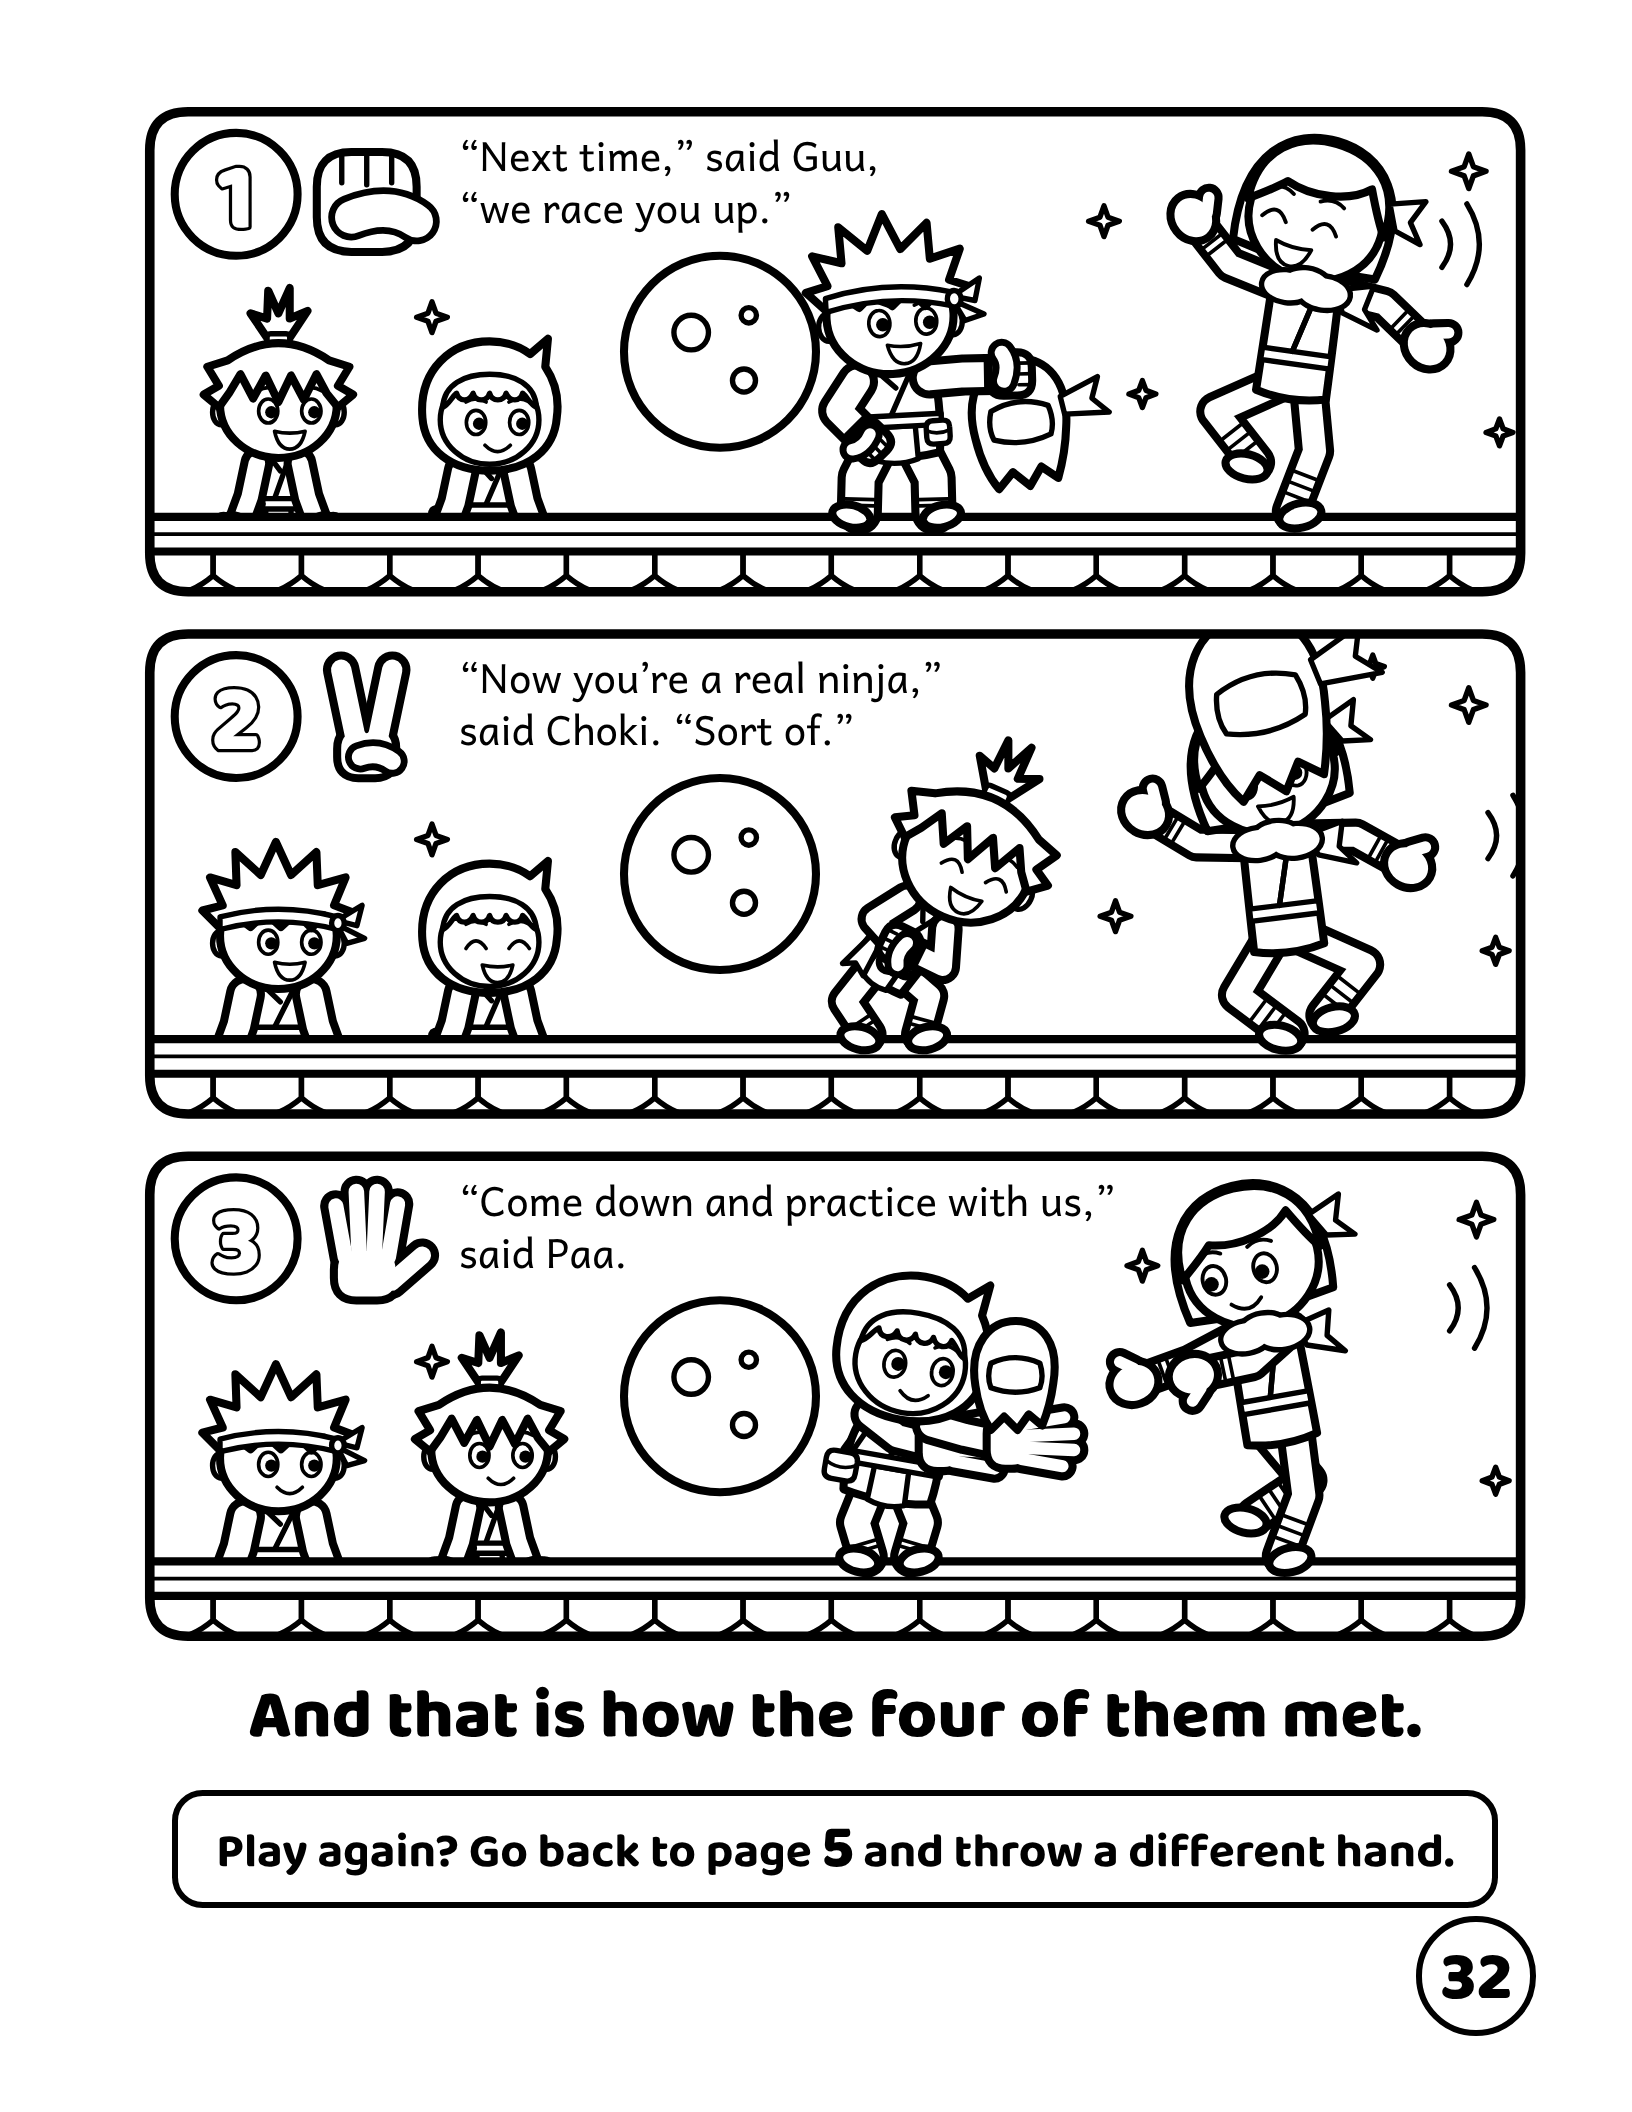 1
“Next time,” said Guu,
“we race you up.”
2
“Now you’re a real ninja,”
said Choki. “Sort of.”
3
“Come down and practice with us,”
said Paa.
And that is how the four of them met.
Play again? Go back to page 5 and throw a different hand.
32